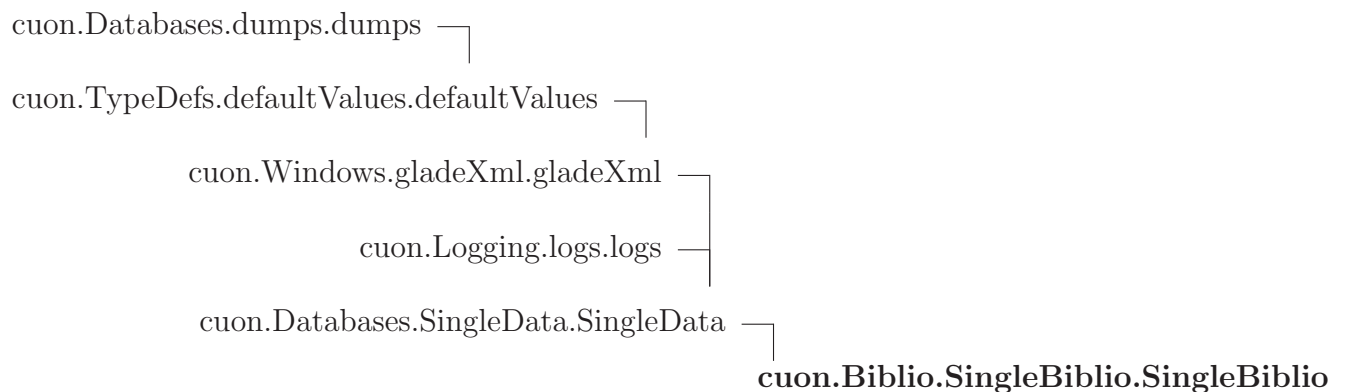 cuon.Databases.dumps.dumps
cuon.TypeDefs.defaultValues.defaultValues
cuon.Windows.gladeXml.gladeXml
cuon.Logging.logs.logs
cuon.Databases.SingleData.SingleData
cuon.Biblio.SingleBiblio.SingleBiblio